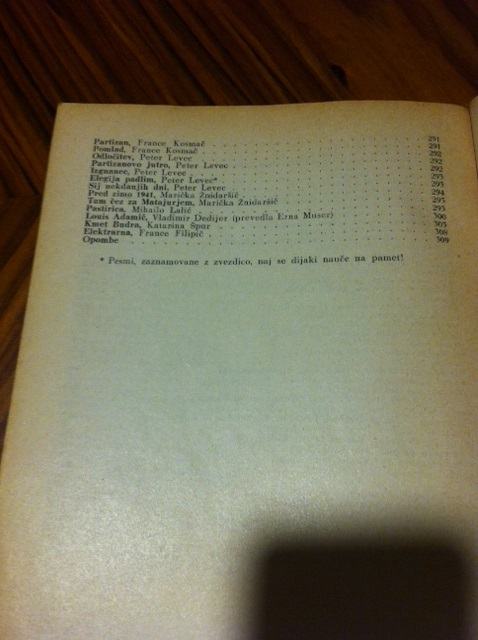 Partizan, France Kosmač . . . . . . . . . . 291
Pomlad, France Kosmač . . . . . . . . . . 291
Odločitev, Peter Levec . . . . . . . . . . 292
Partizanovo jutro, Peter Levec . . . . . . . . . . 292
Izgnanec, Peter Levec . . . . . . . . . . 292
Elegija padlim, Peter Levec* . . . . . . . . . . 293
Sij nekdanjih dni, Peter Levec . . . . . . . . . . 293
Pred zimo 1941, Marička Žnidaršič . . . . . . . . . . 294
Tam čez za Matajurjem, Marička Žnidaršič . . . . . . . . . . 295
Pastirica, Mihailo Lalić . . . . . . . . . . 295
Louis Adamič, Vladimir Dedijer (prevedla Erna Muser) . . . . . . . . . . 300
Kmet Budra, Katarina Špur . . . . . . . . . . 303
Elektrarna, France Filipič . . . . . . . . . . 308
Opombe . . . . . . . . . . 309
* Pesmi, zaznamovane z zvezdico, naj se dijaki nauče na pamet!